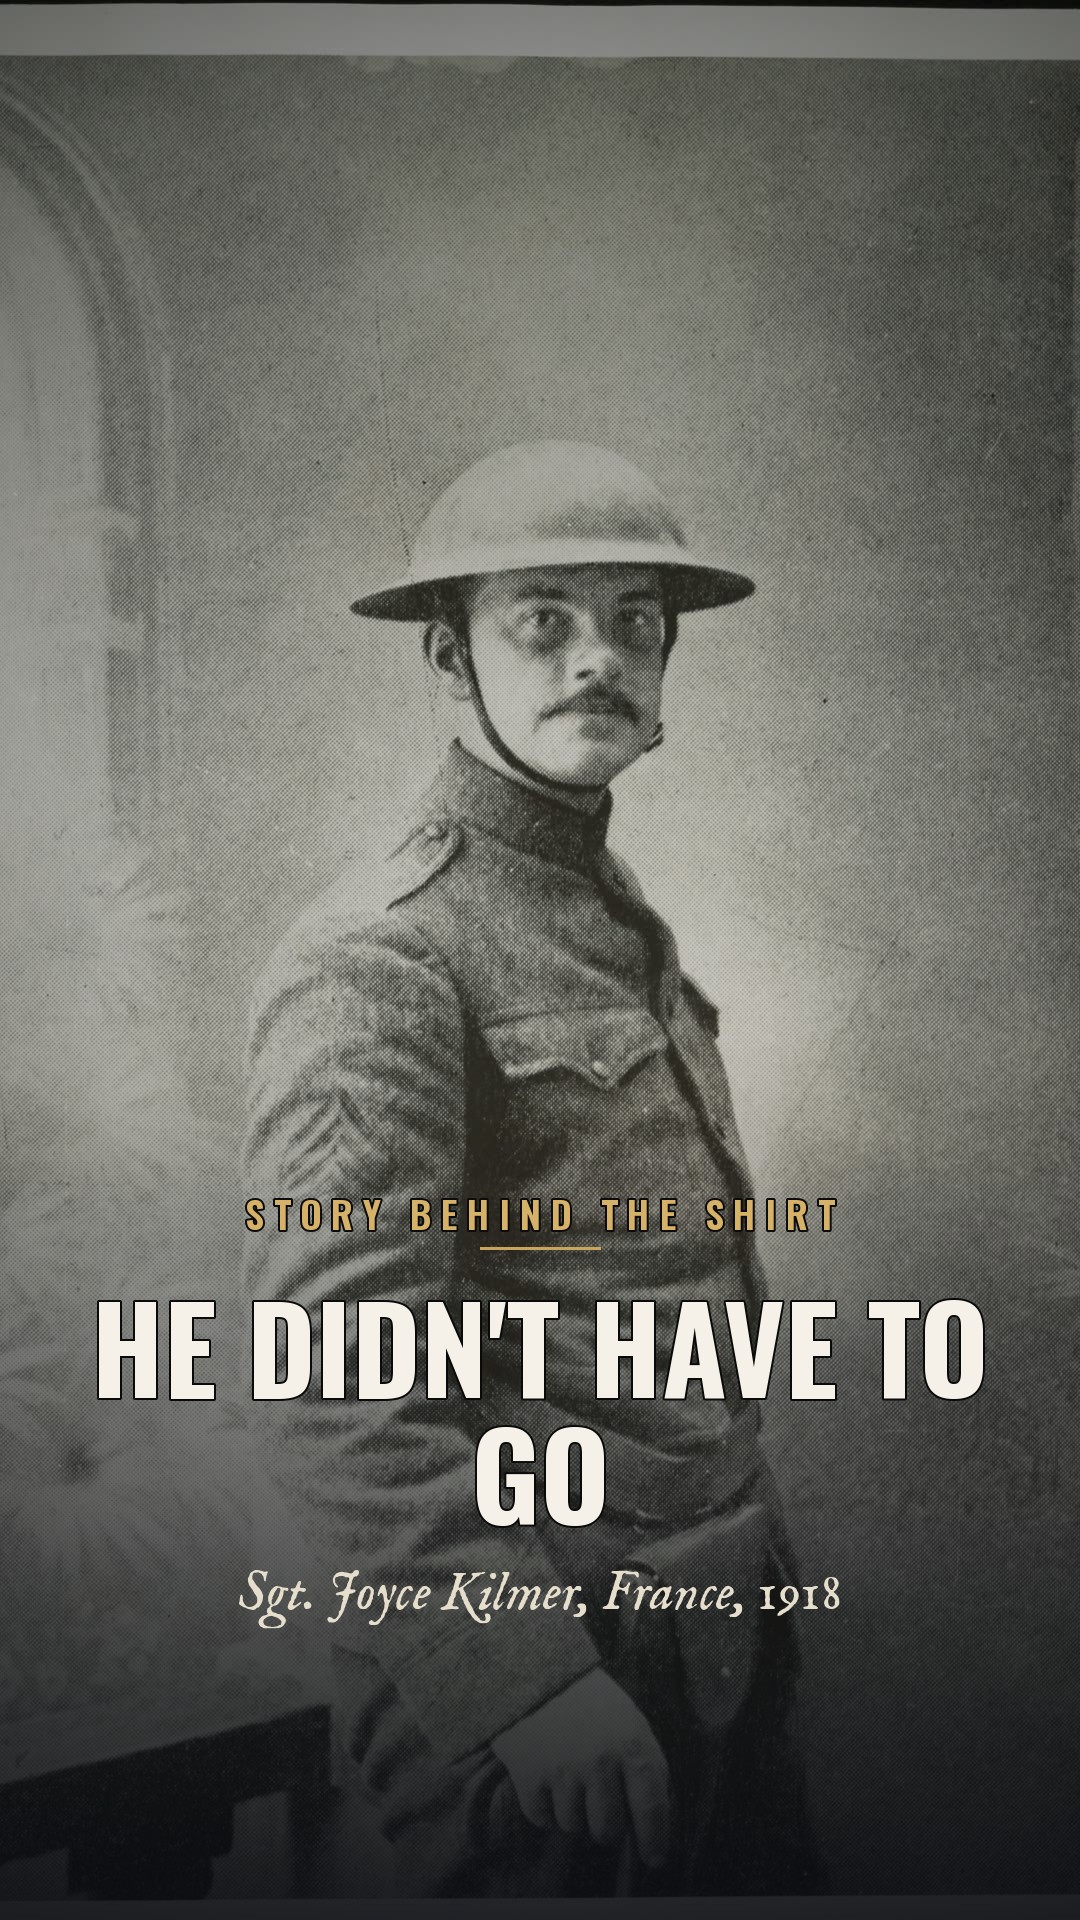 STORY BEHIND THE SHIRT
HE DIDN'T HAVE TO
GO
Sgt. Joyce Kilmer, France, 1918